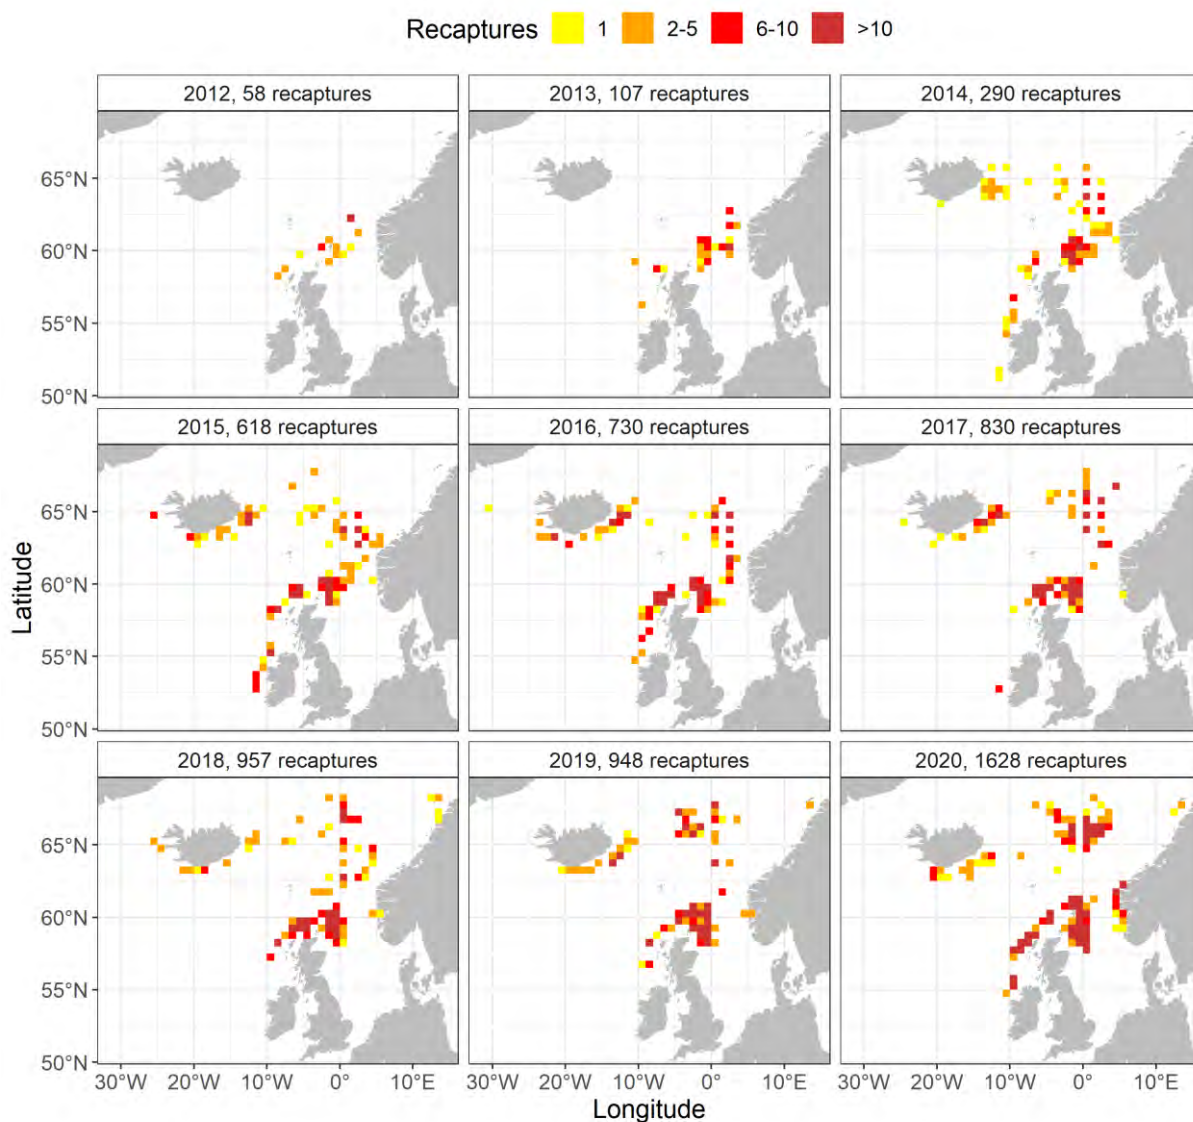 Recaptures 1 2-5 6-10 >10
2012, 58 recaptures 2013, 107 recaptures 2014, 290 recaptures
65°N
60°N
55°N
50°N
2015, 618 recaptures 2016, 730 recaptures 2017, 830 recaptures
65°N
60°N
55°N
50°N
Latitude
2018, 957 recaptures 2019, 948 recaptures 2020, 1628 recaptures
65°N
60°N
55°N
50°N
30°W 20°W 10°W 0° 10°E 30°W 20°W 10°W 0° 10°E 30°W 20°W 10°W 0° 10°E
Longitude